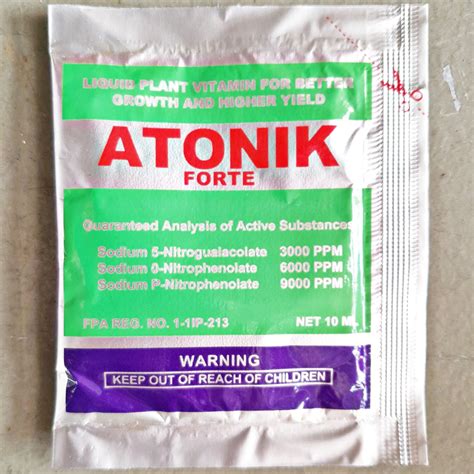 LIQUID PLANT VITAMIN FOR BETTER
GROWTH AND HIGHER YIELD
ATONIK
FORTE
Guaranteed Analysis of Active Substances
Sodium 5-Nitrogualacolate 3000 PPM
Sodium 0-Nitrophenolate 6000 PPM
Sodium P-Nitrophenolate 9000 PPM
FPA REG. NO. 1-1IP-213 NET 10 ML
WARNING
KEEP OUT OF REACH OF CHILDREN